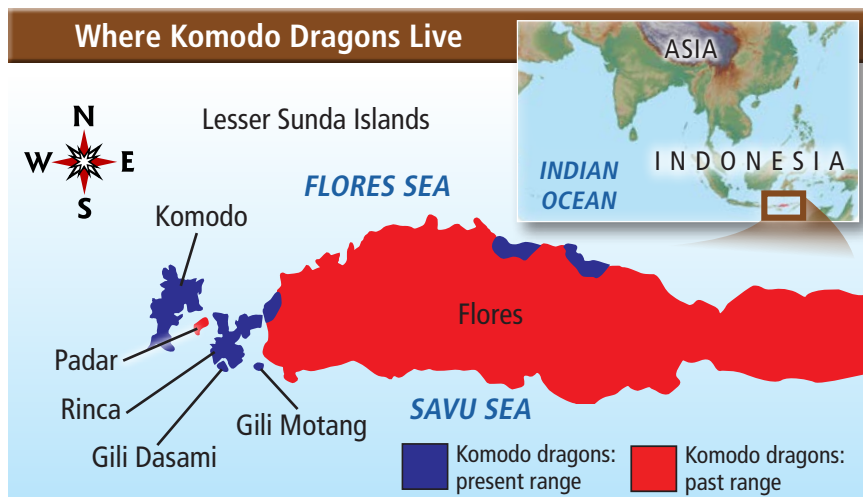 Where Komodo Dragons Live
ASIA
INDONESIA
INDIAN
OCEAN
N
W
E
S
Lesser Sunda Islands
FLORES SEA
Komodo
Flores
Padar
Rinca
Gili Dasami
Gili Motang
SAVU SEA
Komodo dragons:
present range
Komodo dragons:
past range